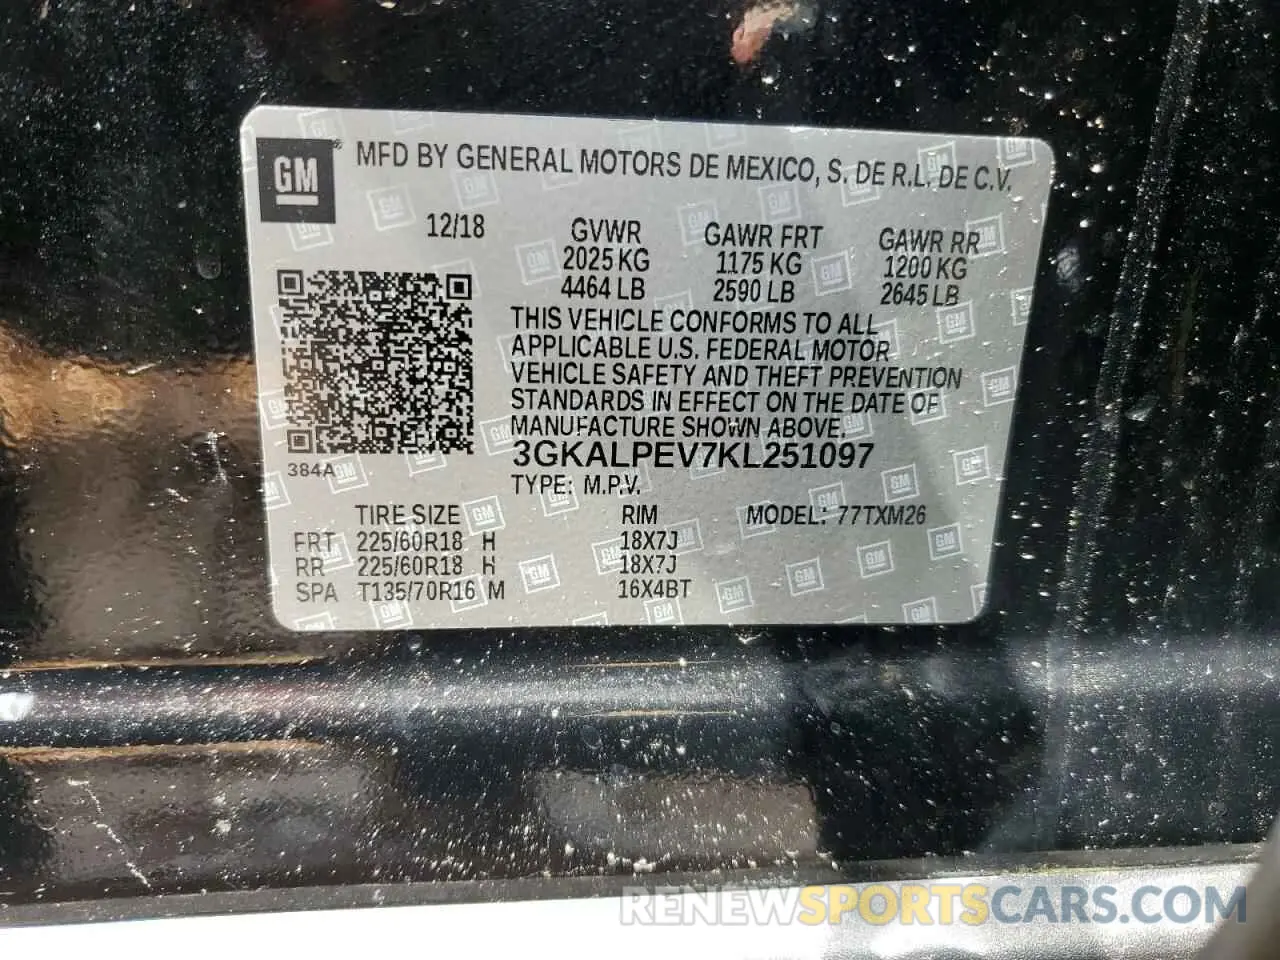 GM® MFD BY GENERAL MOTORS DE MEXICO, S. DE R.L. DE C.V.
12/18 GVWR GAWR FRT GAWR RR
2025 KG 1175 KG 1200 KG
4464 LB 2590 LB 2645 LB
THIS VEHICLE CONFORMS TO ALL
APPLICABLE U.S. FEDERAL MOTOR
VEHICLE SAFETY AND THEFT PREVENTION
STANDARDS IN EFFECT ON THE DATE OF
MANUFACTURE SHOWN ABOVE.
3GKALPEV7KL251097
384A
TYPE: M.P.V.
TIRE SIZE RIM MODEL: 77TXM26
FRT 225/60R18 H 18X7J
RR 225/60R18 H 18X7J
SPA T135/70R16 M 16X4BT
RENEWSPORTSCARS.COM